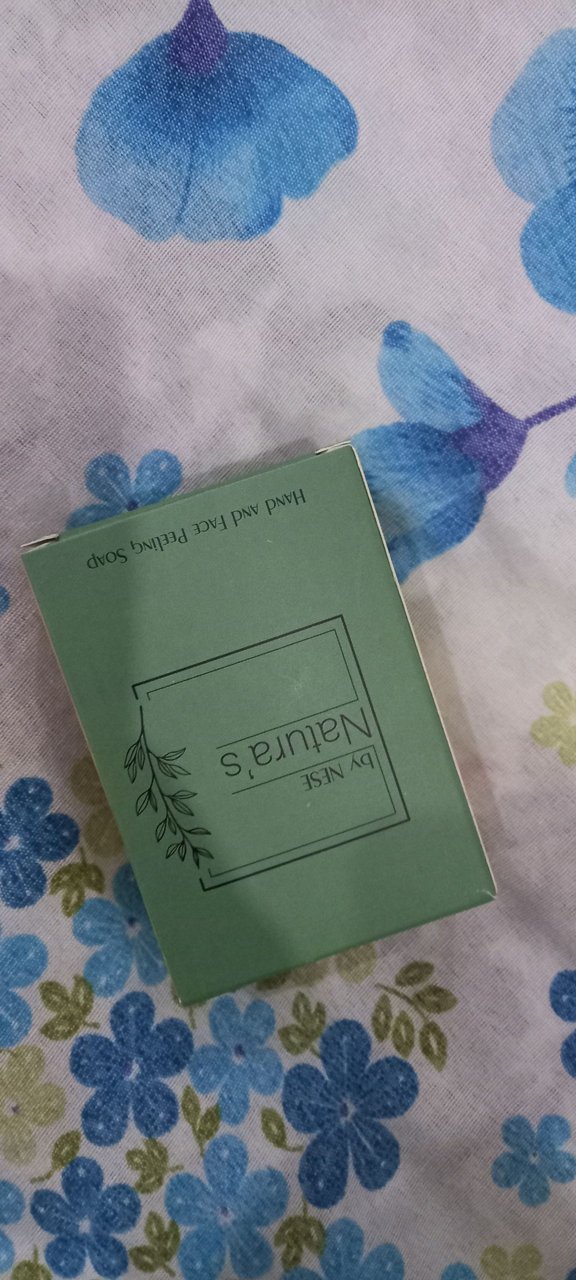 by NESE
Natura's
Hand and Face Peeling Soap